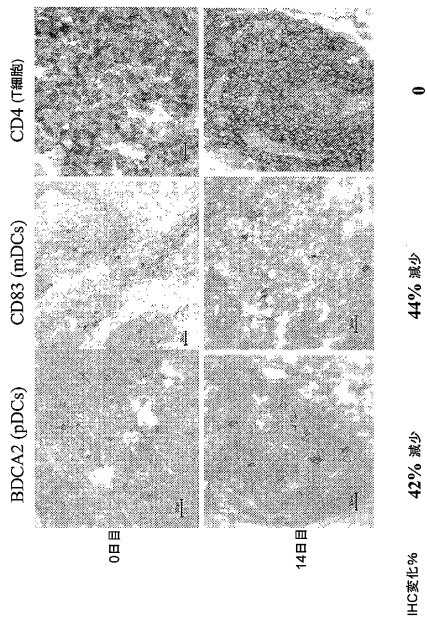 BDCA2 (pDCs)
CD83 (mDCs)
CD4 (T細胞)
0日目
14日目
IHC変化%
42% 減少
44% 減少
0